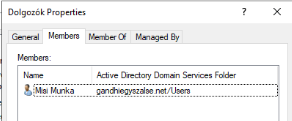 Dolgozók Properties
General Members Member Of Managed By
Members:
Name Active Directory Domain Services Folder
Misi Munka gandhiegyszalse.net/Users